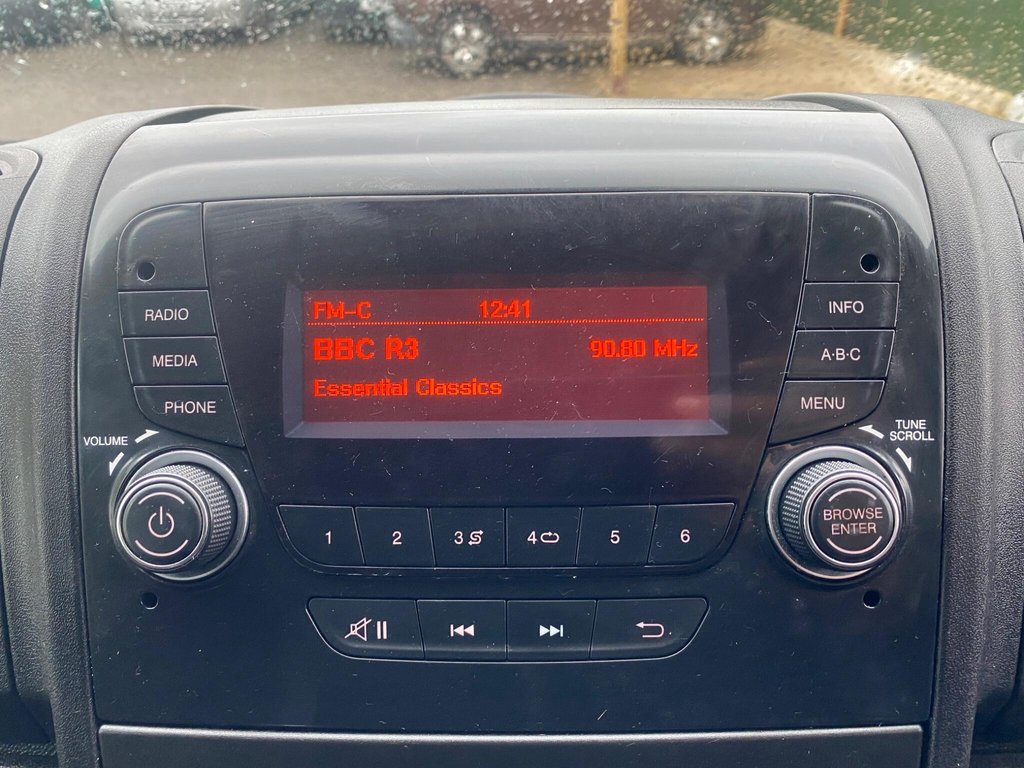 FM-C 12:41
BBC R3 90.80 MHz
Essential Classics
RADIO
MEDIA
PHONE
INFO
A·B·C
MENU
VOLUME
TUNE
SCROLL
BROWSE
ENTER
1 2 3 4 5 6